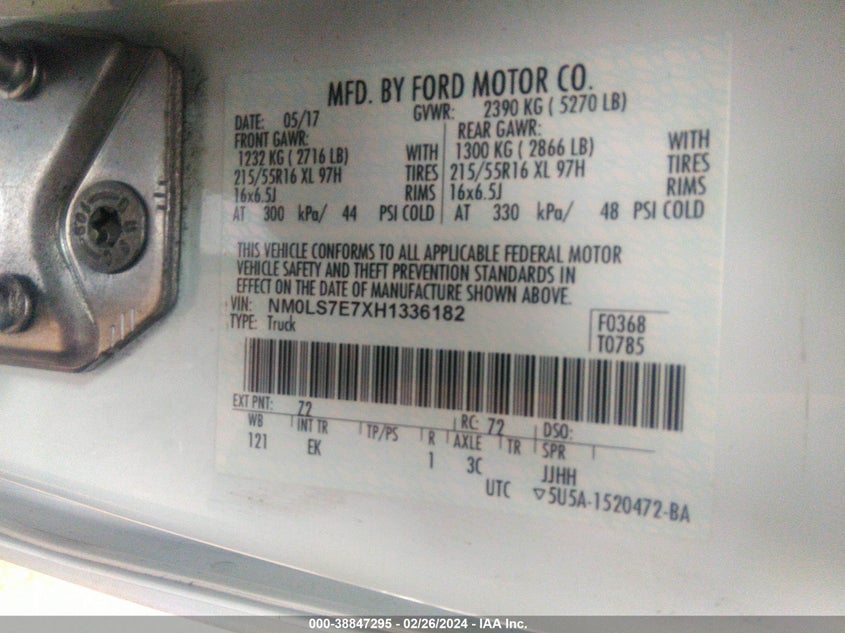 MFD. BY FORD MOTOR CO.
DATE: 05/17 GVWR: 2390 KG ( 5270 LB)
FRONT GAWR: REAR GAWR:
1232 KG ( 2716 LB) WITH 1300 KG ( 2866 LB) WITH
215/55R16 XL 97H TIRES 215/55R16 XL 97H TIRES
16x6.5J RIMS 16x6.5J RIMS
AT 300 kPa/ 44 PSI COLD AT 330 kPa/ 48 PSI COLD
THIS VEHICLE CONFORMS TO ALL APPLICABLE FEDERAL MOTOR
VEHICLE SAFETY AND THEFT PREVENTION STANDARDS IN
EFFECT ON THE DATE OF MANUFACTURE SHOWN ABOVE.
VIN: NM0LS7E7XH1336182
TYPE: Truck
F0368
T0785
EXT PNT: 72 RC: 72 DSO:
WB INT TR TP/PS R AXLE TR SPR
121 EK 1 3C JJHH
UTC ▽5U5A-1520472-BA
000-38847295 - 02/26/2024 - IAA Inc.